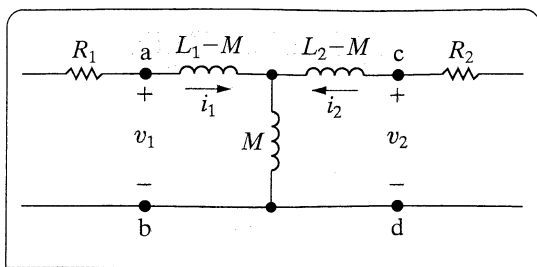 R₁ a L₁−M L₂−M c R₂
+ i₁ i₂ +
v₁ M v₂
− −
b d